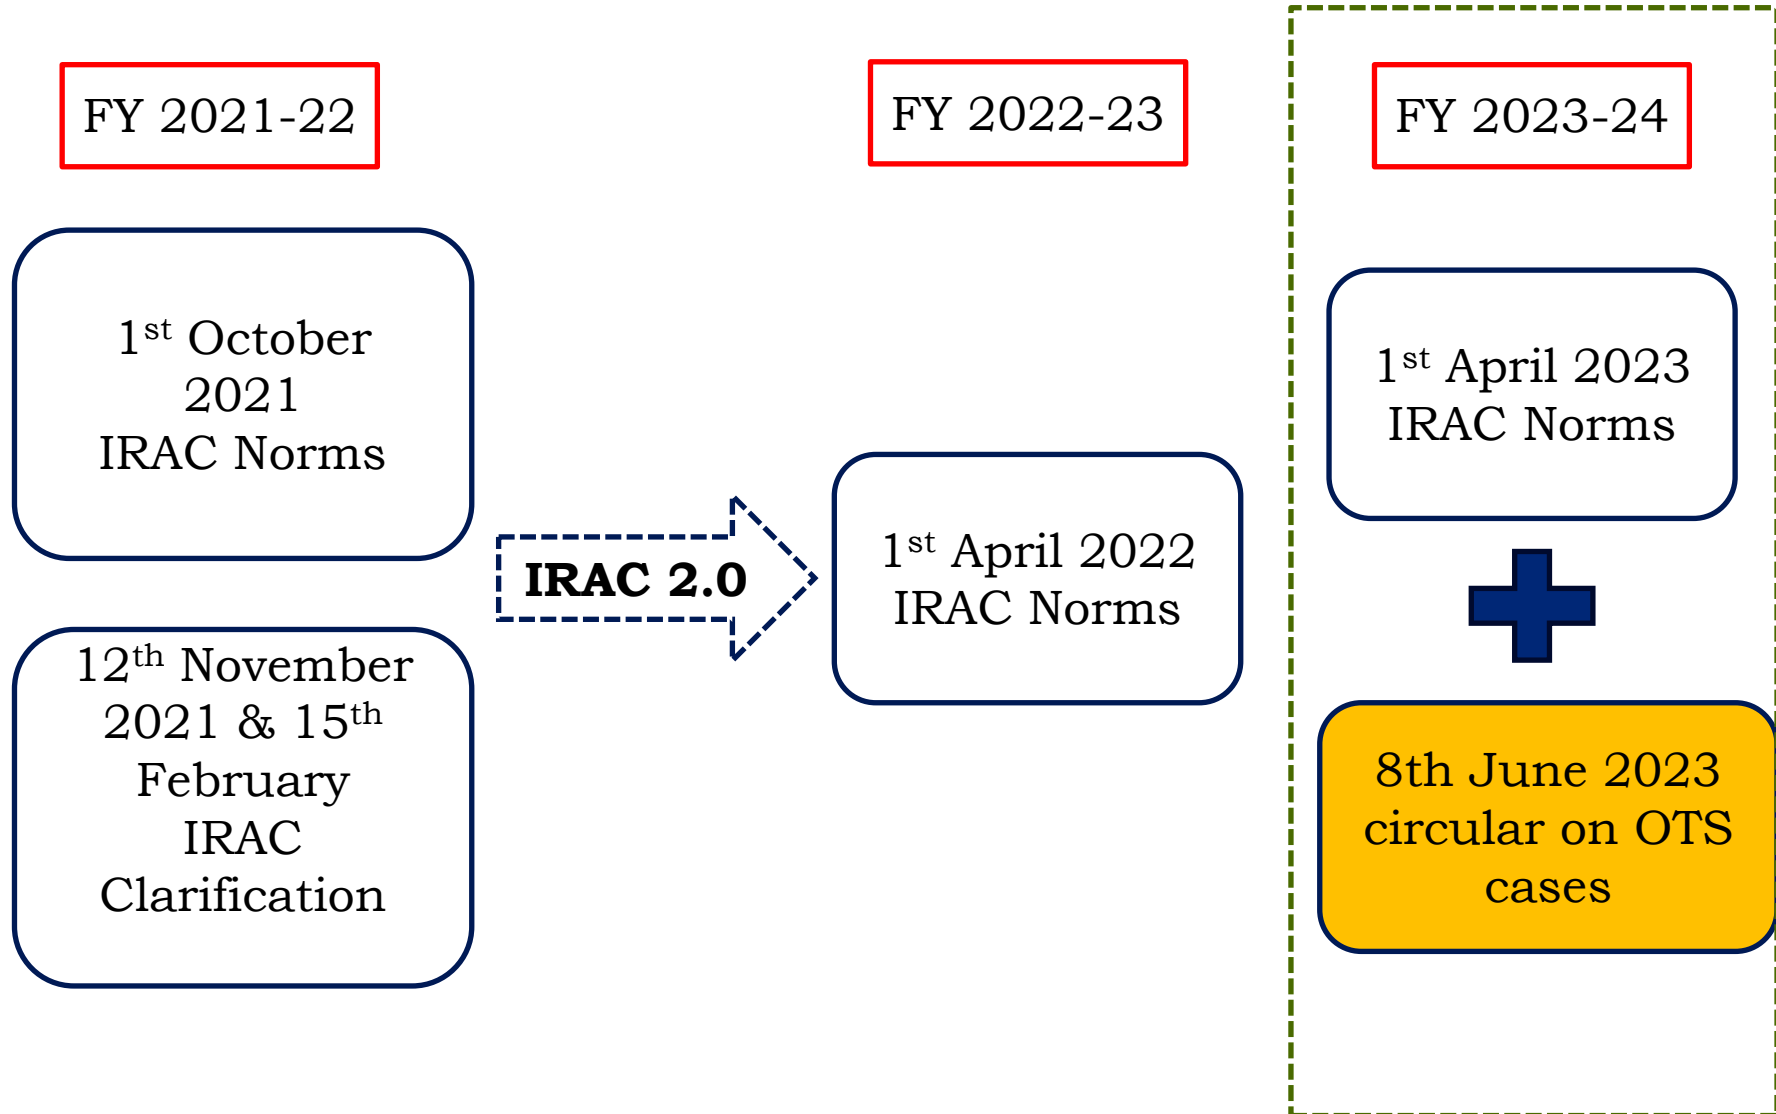 FY 2021-22
1st October
2021
IRAC Norms
12th November
2021 & 15th
February
IRAC
Clarification
IRAC 2.0
FY 2022-23
1st April 2022
IRAC Norms
FY 2023-24
1st April 2023
IRAC Norms
8th June 2023
circular on OTS
cases